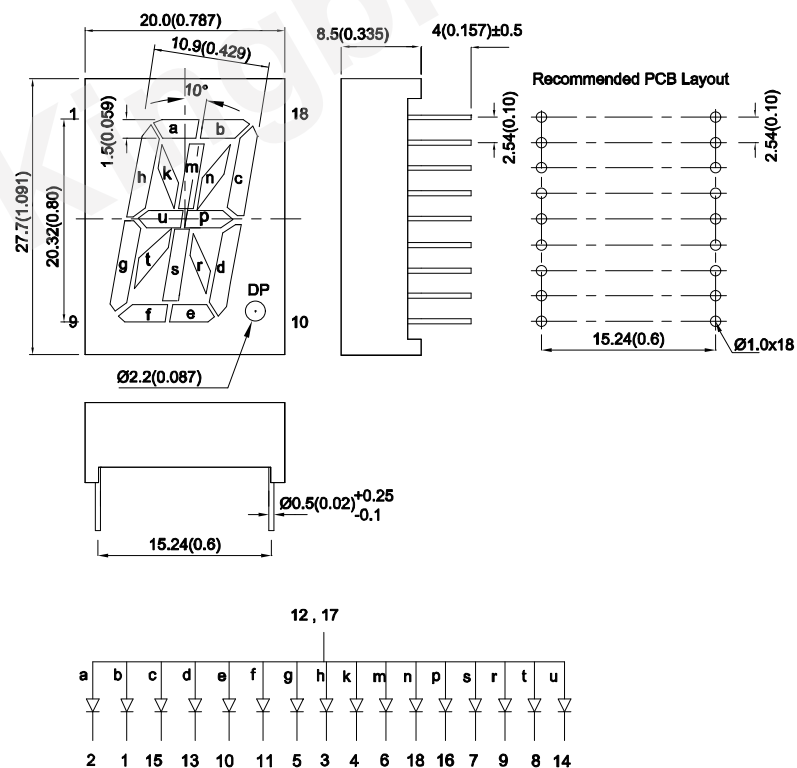 20.0(0.787)
10.9(0.429)
10°
1
18
1.5(0.059)
27.7(1.091)
20.32(0.80)
a
b
m
k
n
h
c
u
p
g
t
s
r
d
f
e
DP
9
10
Ø2.2(0.087)
8.5(0.335)
4(0.157)±0.5
2.54(0.10)
Recommended PCB Layout
2.54(0.10)
15.24(0.6)
Ø1.0x18
Ø0.5(0.02)+0.25
-0.1
15.24(0.6)
12 , 17
a b c d e f g h k m n p s r t u
2 1 15 13 10 11 5 3 4 6 18 16 7 9 8 14